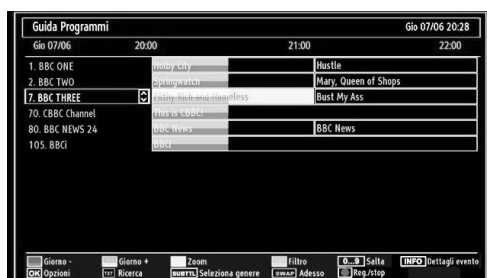 Guida Programmi Gio 07/06 20:28
Gio 07/06 20:00 21:00 22:00
1. BBC ONE Holby City Hustle
2. BBC TWO Springwatch Mary, Queen of Shops
7. BBC THREE Filthy Rich and Homeless Bust My Ass
70. CBBC Channel This is CBBC!
80. BBC NEWS 24 BBC News BBC News
105. BBCi BBCi
Giorno - Giorno + Zoom Filtro 0...9 Salta INFO Dettagli evento
OK Opzioni TXT Ricerca SUBTTL Seleziona genere SWAP Adesso Reg./stop